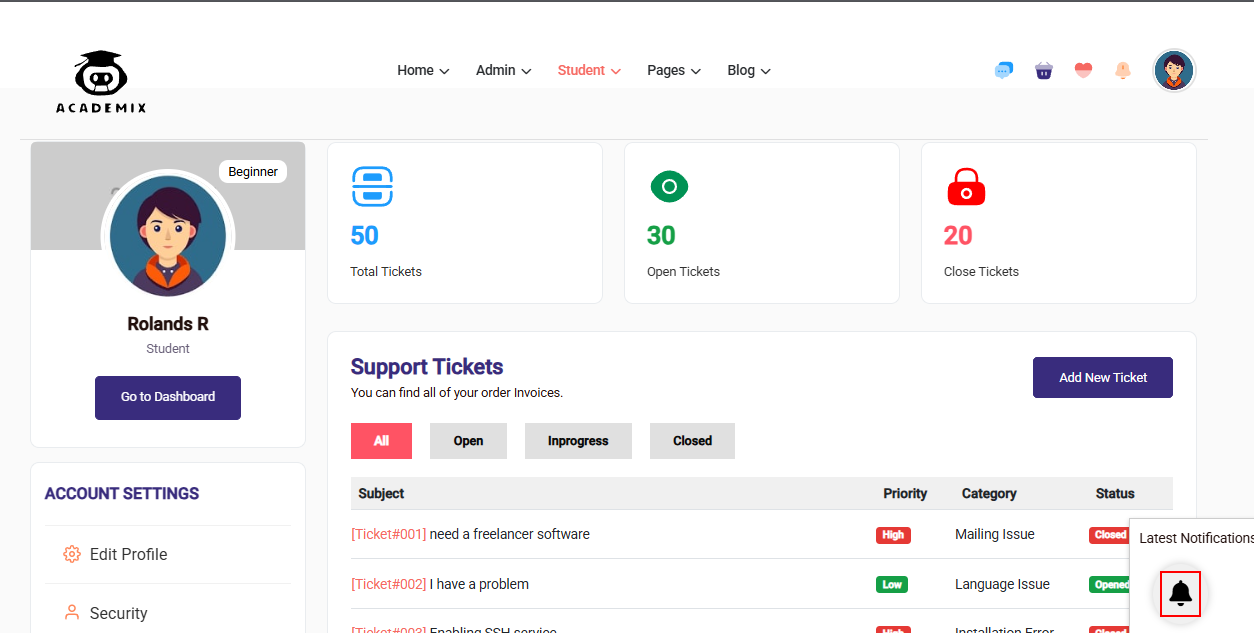 Home
Admin
Student
Pages
Blog
ACADEMIX
Beginner
Rolands R
Student
Go to Dashboard
ACCOUNT SETTINGS
Edit Profile
Security
50
Total Tickets
30
Open Tickets
20
Close Tickets
Support Tickets
You can find all of your order Invoices.
Add New Ticket
All
Open
Inprogress
Closed
Subject Priority Category Status
[Ticket#001] need a freelancer software High Mailing Issue Closed
[Ticket#002] I have a problem Low Language Issue Opened
[Ticket#003] Enabling SSH service High Installation Error Closed
Latest Notifications